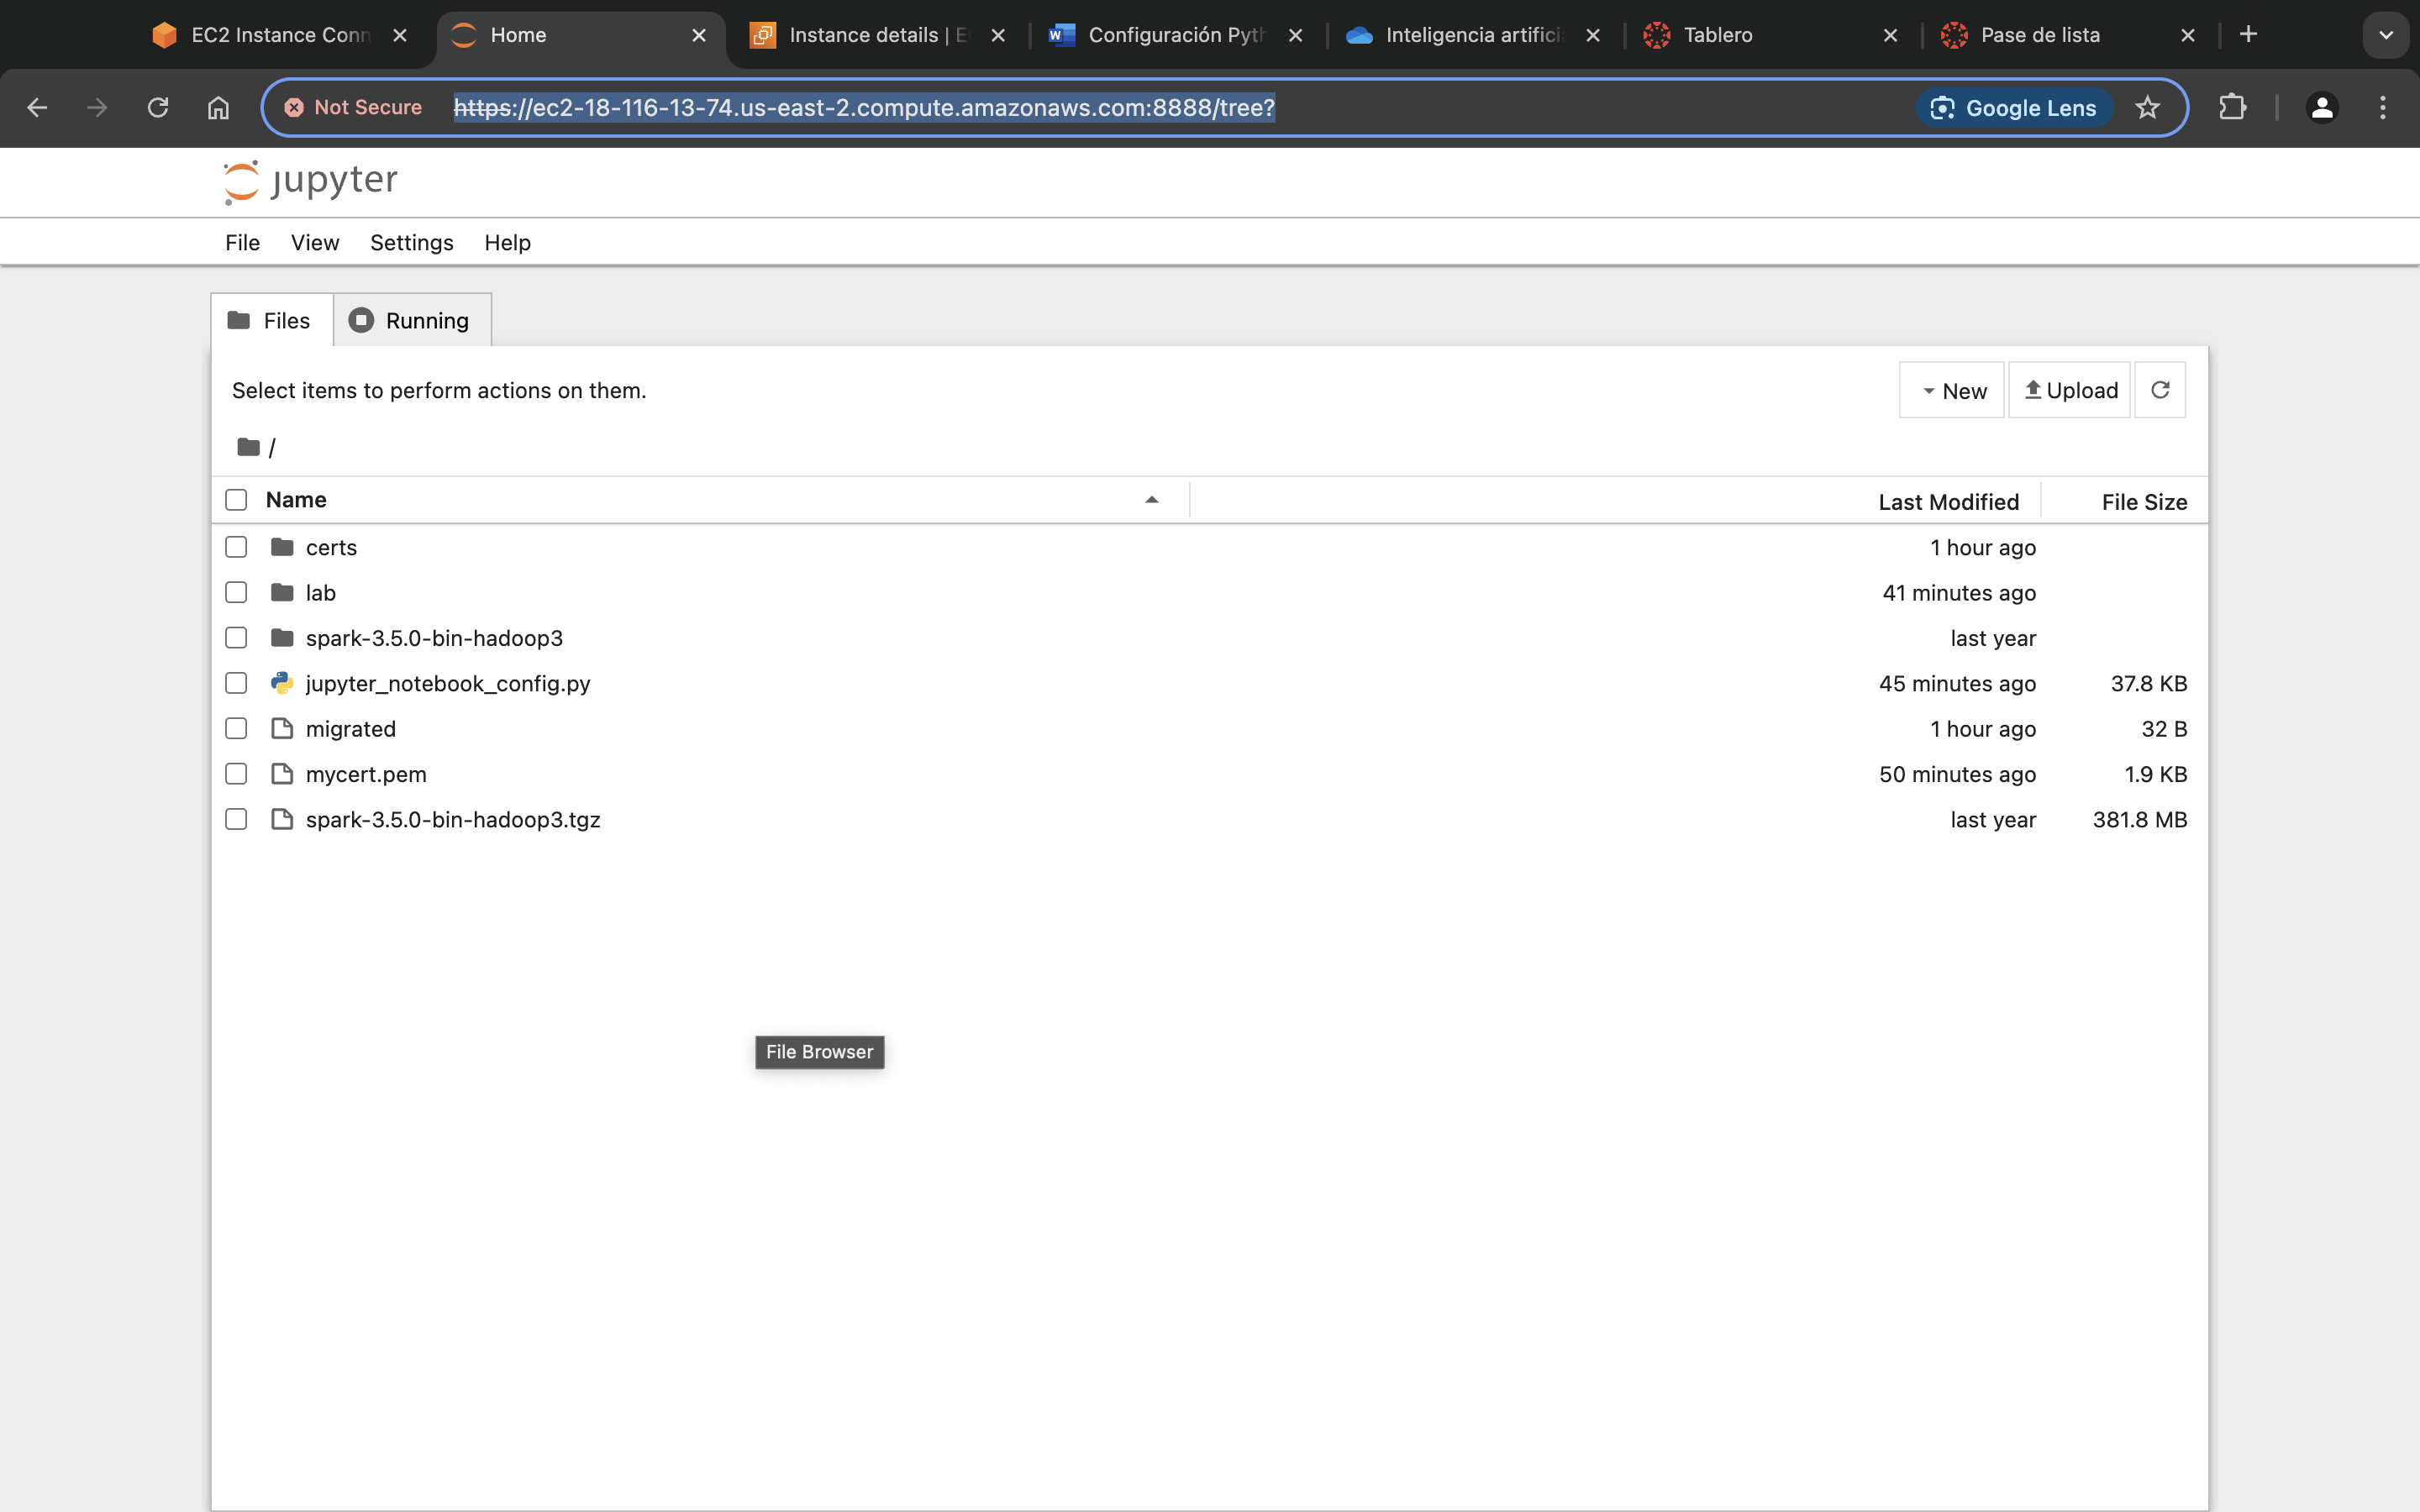 EC2 Instance Conn
Home
Instance details | E
Configuración Pyth
Inteligencia artifici
Tablero
Pase de lista
Not Secure
https://ec2-18-116-13-74.us-east-2.compute.amazonaws.com:8888/tree?
Google Lens
jupyter
File View Settings Help
Files
Running
Select items to perform actions on them.
New
Upload
/
Name Last Modified File Size
certs 1 hour ago
lab 41 minutes ago
spark-3.5.0-bin-hadoop3 last year
jupyter_notebook_config.py 45 minutes ago 37.8 KB
migrated 1 hour ago 32 B
mycert.pem 50 minutes ago 1.9 KB
spark-3.5.0-bin-hadoop3.tgz last year 381.8 MB
File Browser